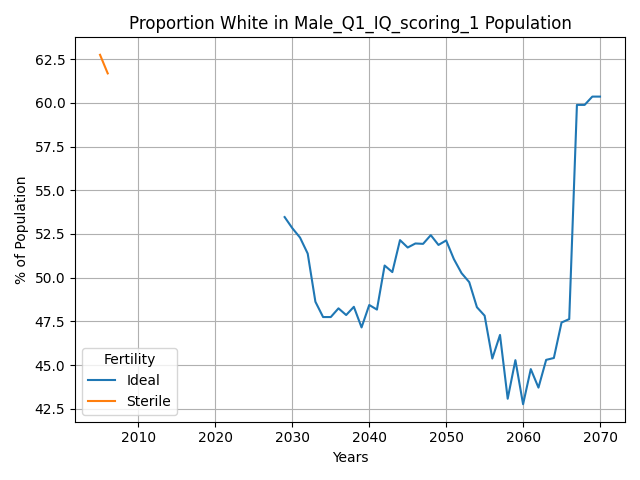 Proportion White in Male_Q1_IQ_scoring_1 Population
% of Population
62.5
60.0
57.5
55.0
52.5
50.0
47.5
45.0
42.5
Fertility
Ideal
Sterile
2010 2020 2030 2040 2050 2060 2070
Years